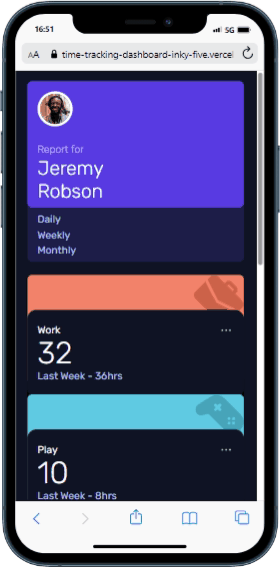 16:51
5G
AA
time-tracking-dashboard-inky-five.vercel
Report for
Jeremy
Robson
Daily
Weekly
Monthly
Work
32
Last Week - 36hrs
Play
10
Last Week - 8hrs